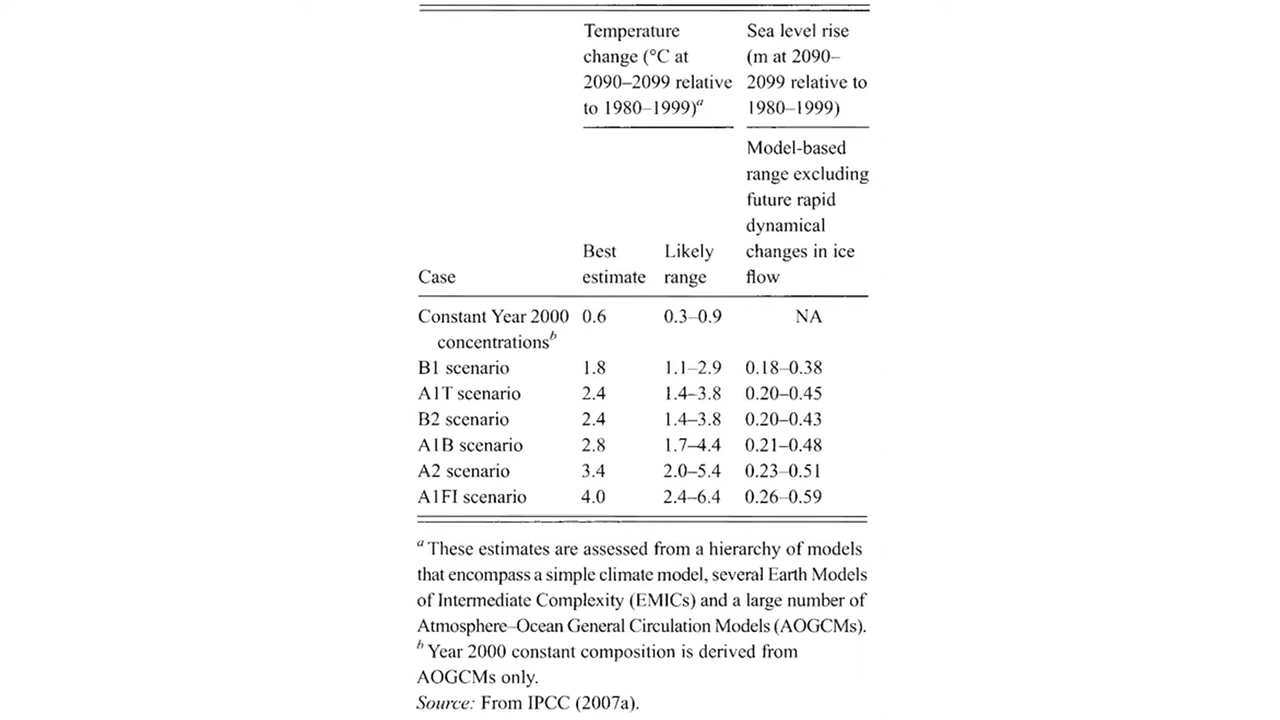 Temperature change (°C at 2090–2099 relative to 1980–1999)a
Sea level rise (m at 2090–2099 relative to 1980–1999)
Case
Best estimate
Likely range
Model-based range excluding future rapid dynamical changes in ice flow
Constant Year 2000 concentrationsb 0.6 0.3–0.9 NA
B1 scenario 1.8 1.1–2.9 0.18–0.38
A1T scenario 2.4 1.4–3.8 0.20–0.45
B2 scenario 2.4 1.4–3.8 0.20–0.43
A1B scenario 2.8 1.7–4.4 0.21–0.48
A2 scenario 3.4 2.0–5.4 0.23–0.51
A1FI scenario 4.0 2.4–6.4 0.26–0.59
a These estimates are assessed from a hierarchy of models
that encompass a simple climate model, several Earth Models
of Intermediate Complexity (EMICs) and a large number of
Atmosphere–Ocean General Circulation Models (AOGCMs).
b Year 2000 constant composition is derived from
AOGCMs only.
Source: From IPCC (2007a).